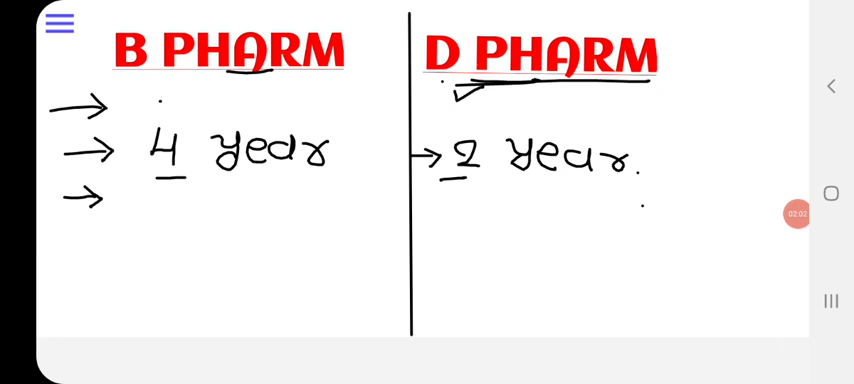 B PHARM
D PHARM
→
→ 4 year
→ 2 year.
→
02:02